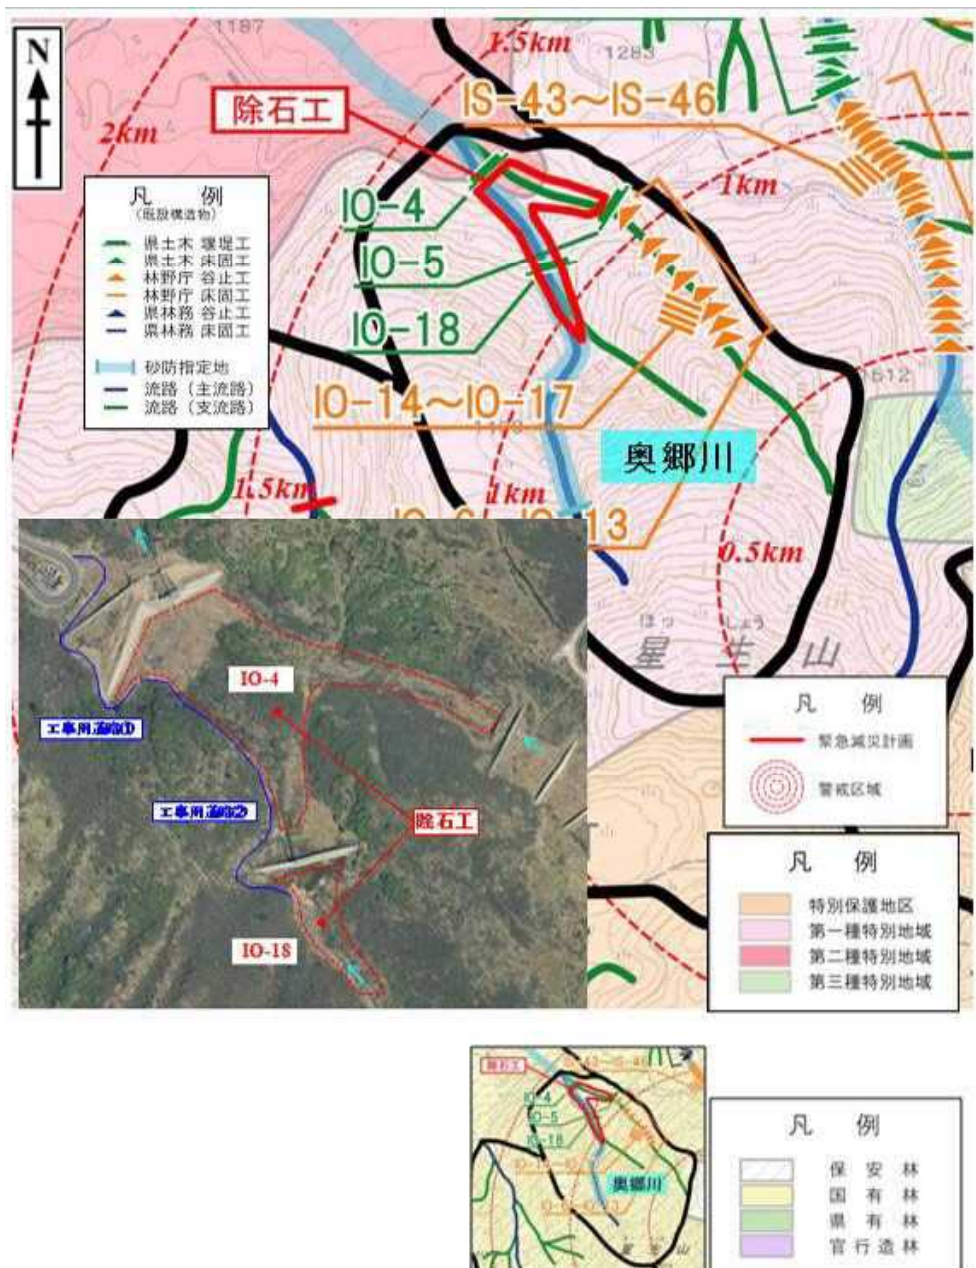 N
1187
1.5km
1283
2km
除石工
IS-43～IS-46
1km
凡 例
(既設構造物)
県土木 堰堤工
県土木 床固工
林野庁 谷止工
林野庁 床固工
県林務 谷止工
県林務 床固工
砂防指定地
流路 (主流路)
流路 (支流路)
IO-4
IO-5
IO-18
IO-14～IO-17
奥郷川
1.5km
1km
0.5km
ほっ しょう
星 生 山
IO-4
工事用道路①
工事用道路②
除石工
IO-18
凡 例
緊急減災計画
警戒区域
凡 例
特別保護地区
第一種特別地域
第二種特別地域
第三種特別地域
除石工
IO-4
IO-5
IO-18
奥郷川
星 生 山
凡 例
保 安 林
国 有 林
県 有 林
官 行 造 林